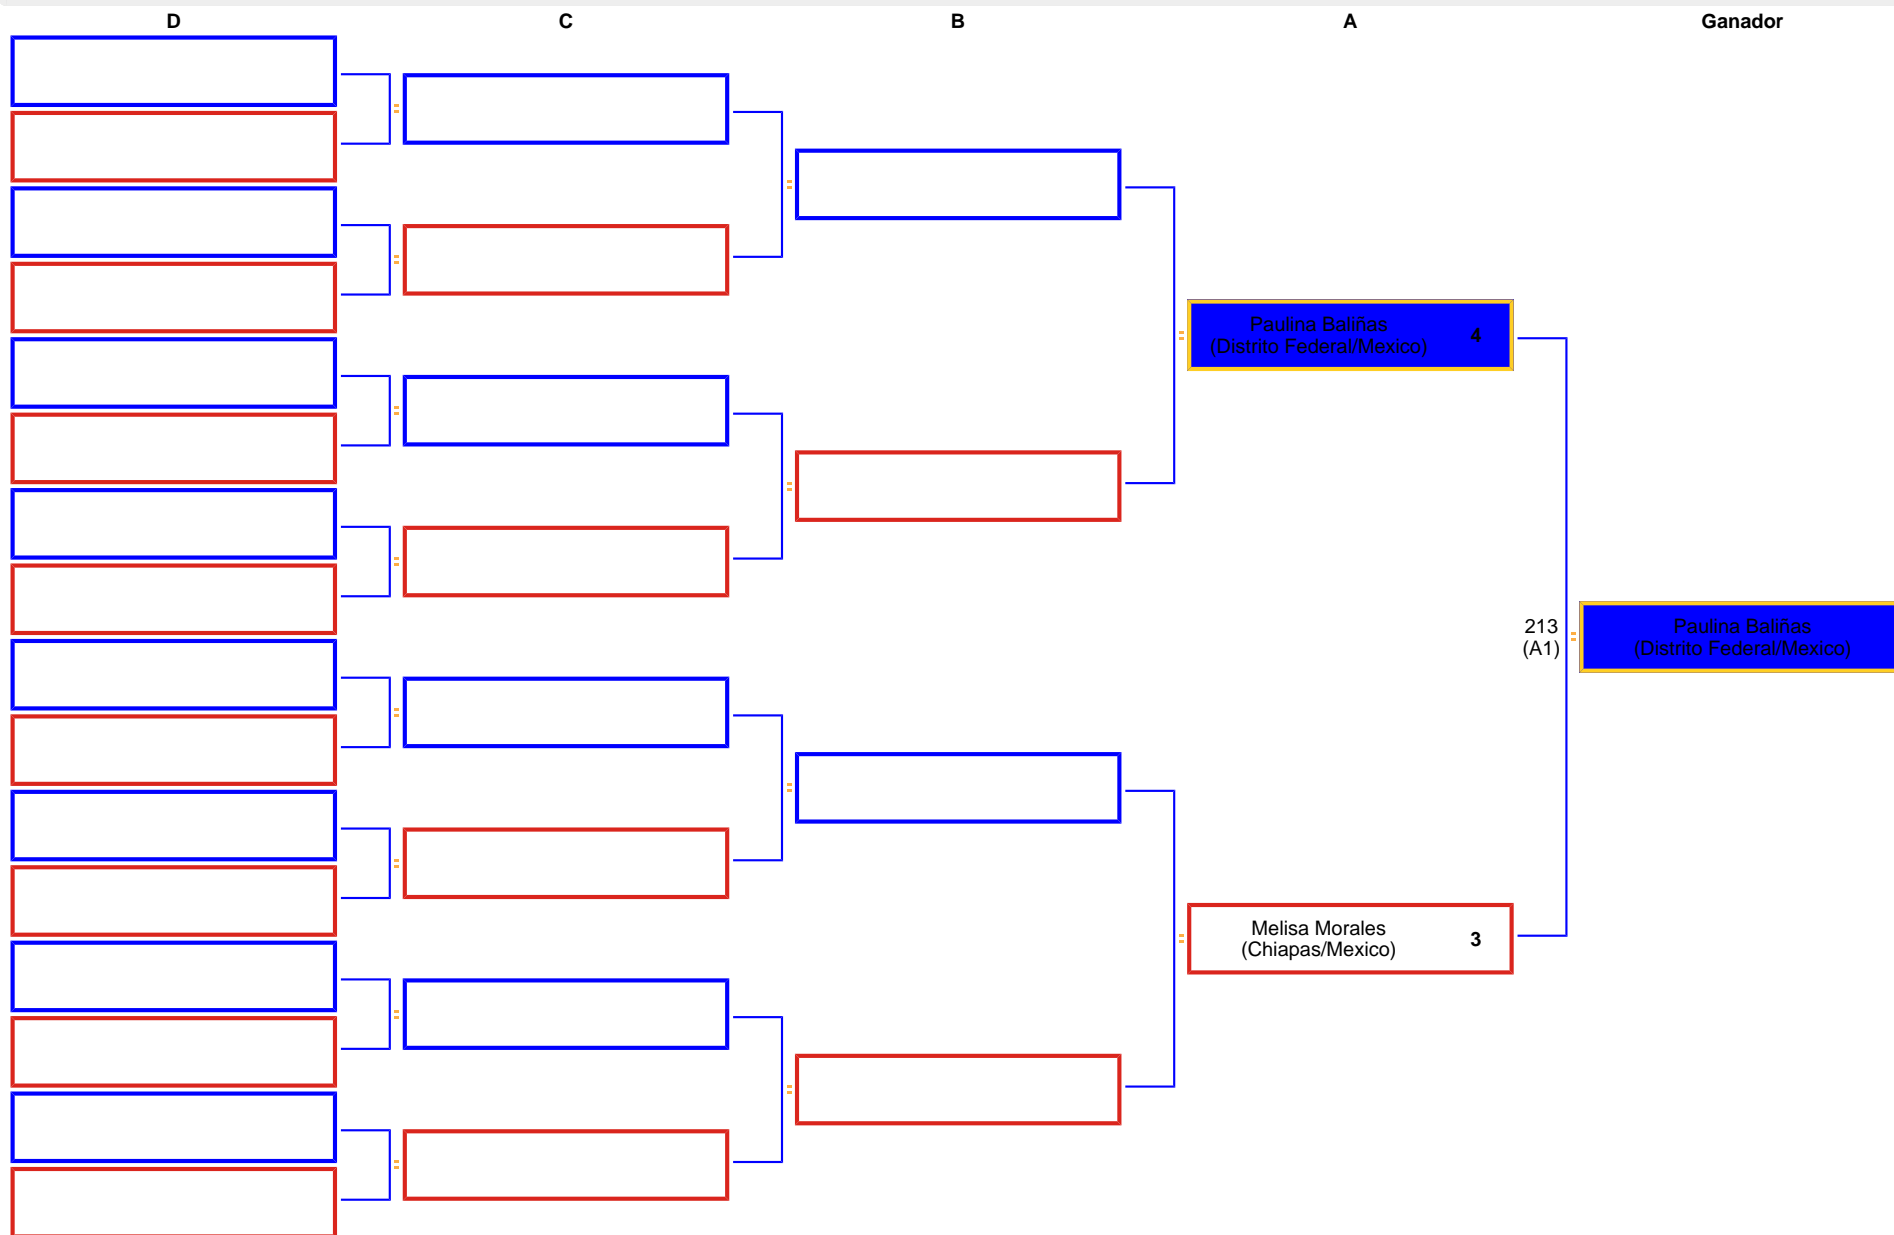 D
C
B
A
Ganador
Paulina Baliñas
(Distrito Federal/Mexico)
4
213
(A1)
Paulina Baliñas
(Distrito Federal/Mexico)
Melisa Morales
(Chiapas/Mexico)
3